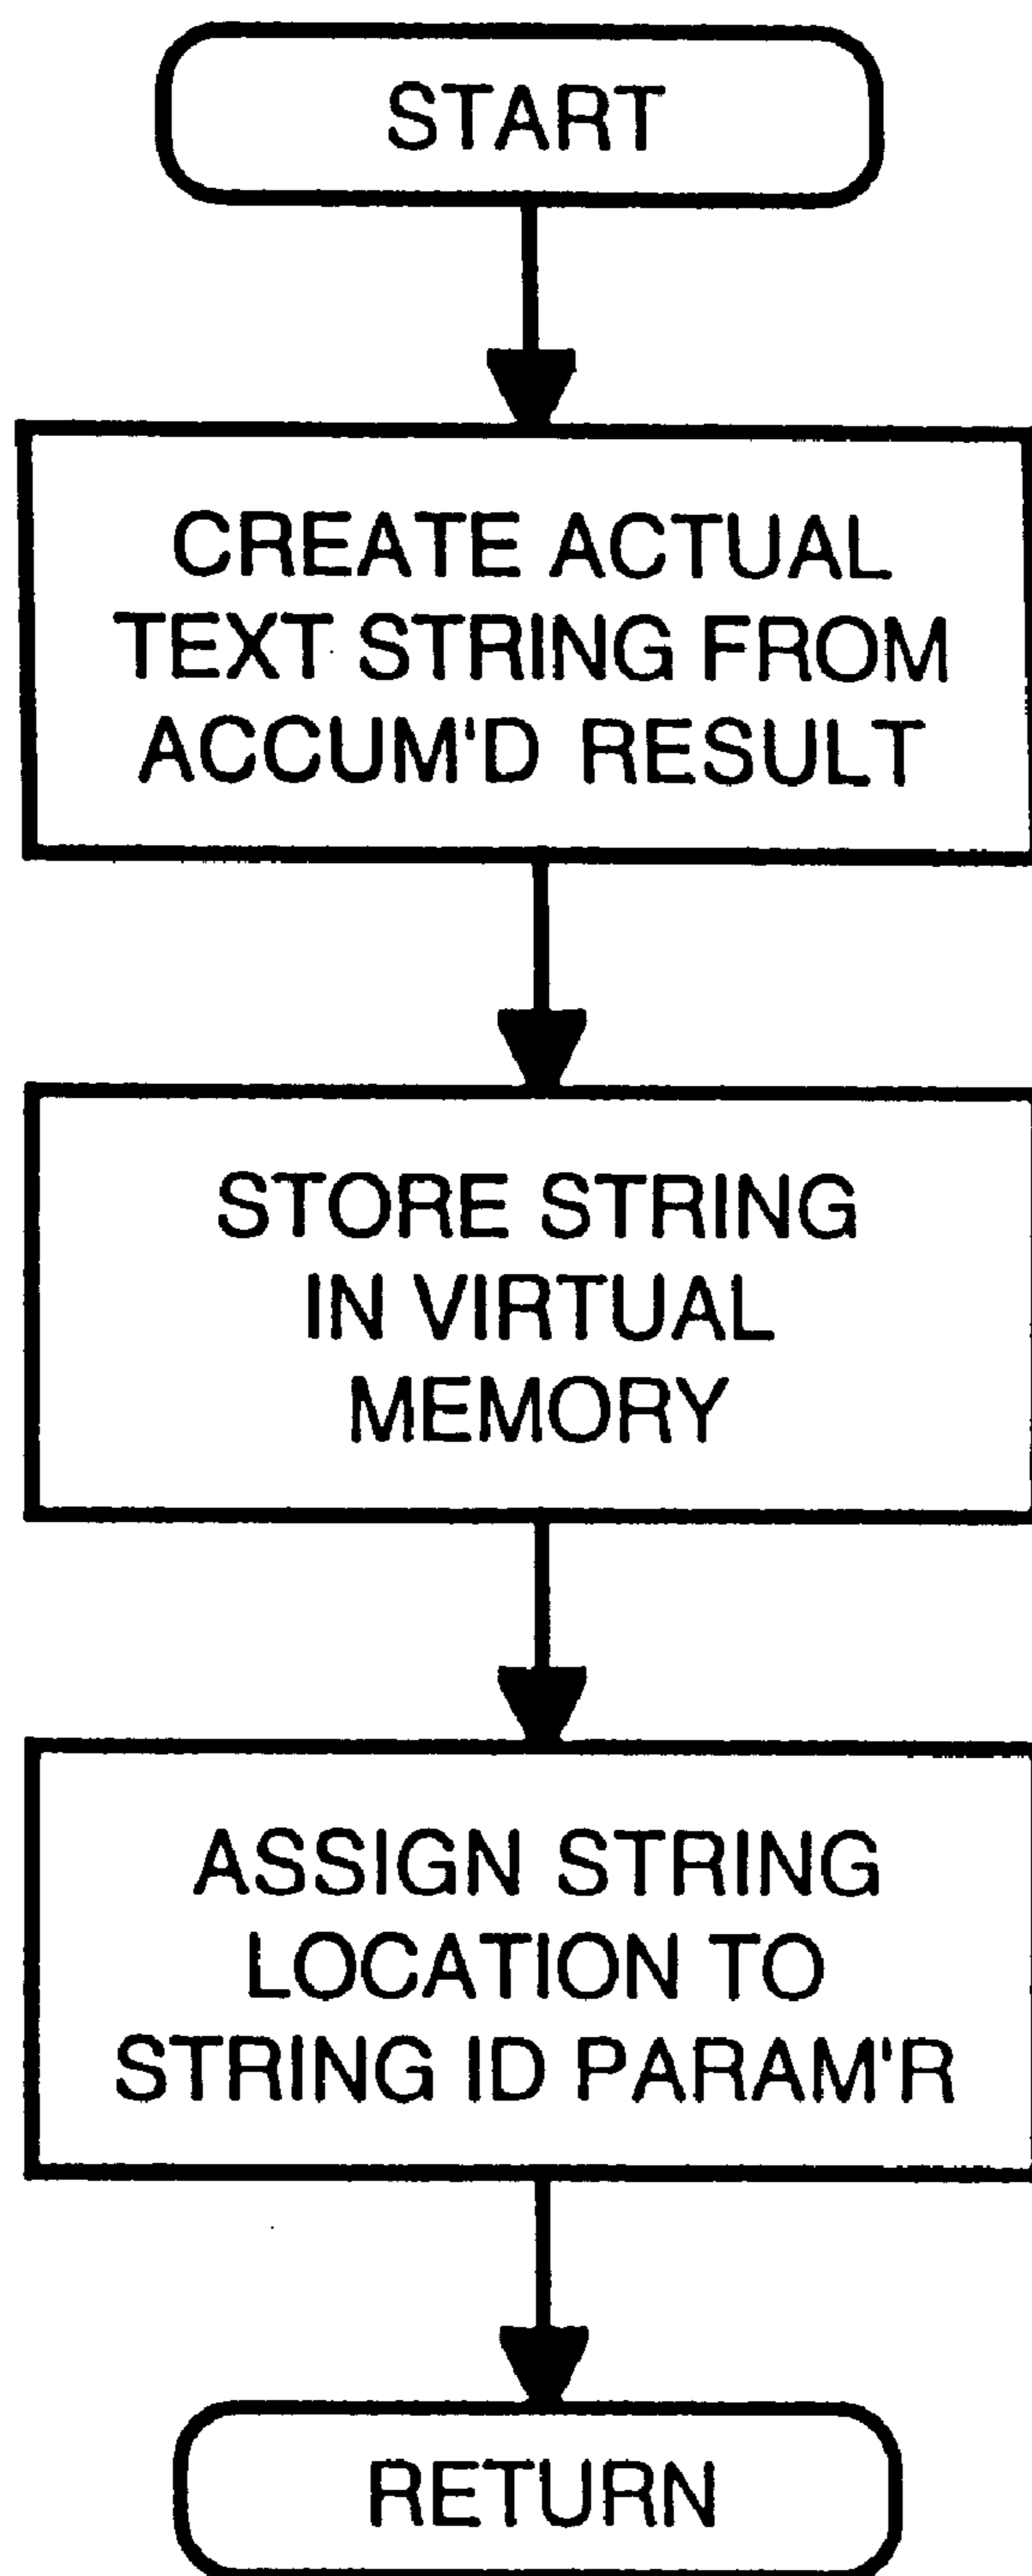 START
CREATE ACTUAL
TEXT STRING FROM
ACCUM'D RESULT
STORE STRING
IN VIRTUAL
MEMORY
ASSIGN STRING
LOCATION TO
STRING ID PARAM'R
RETURN